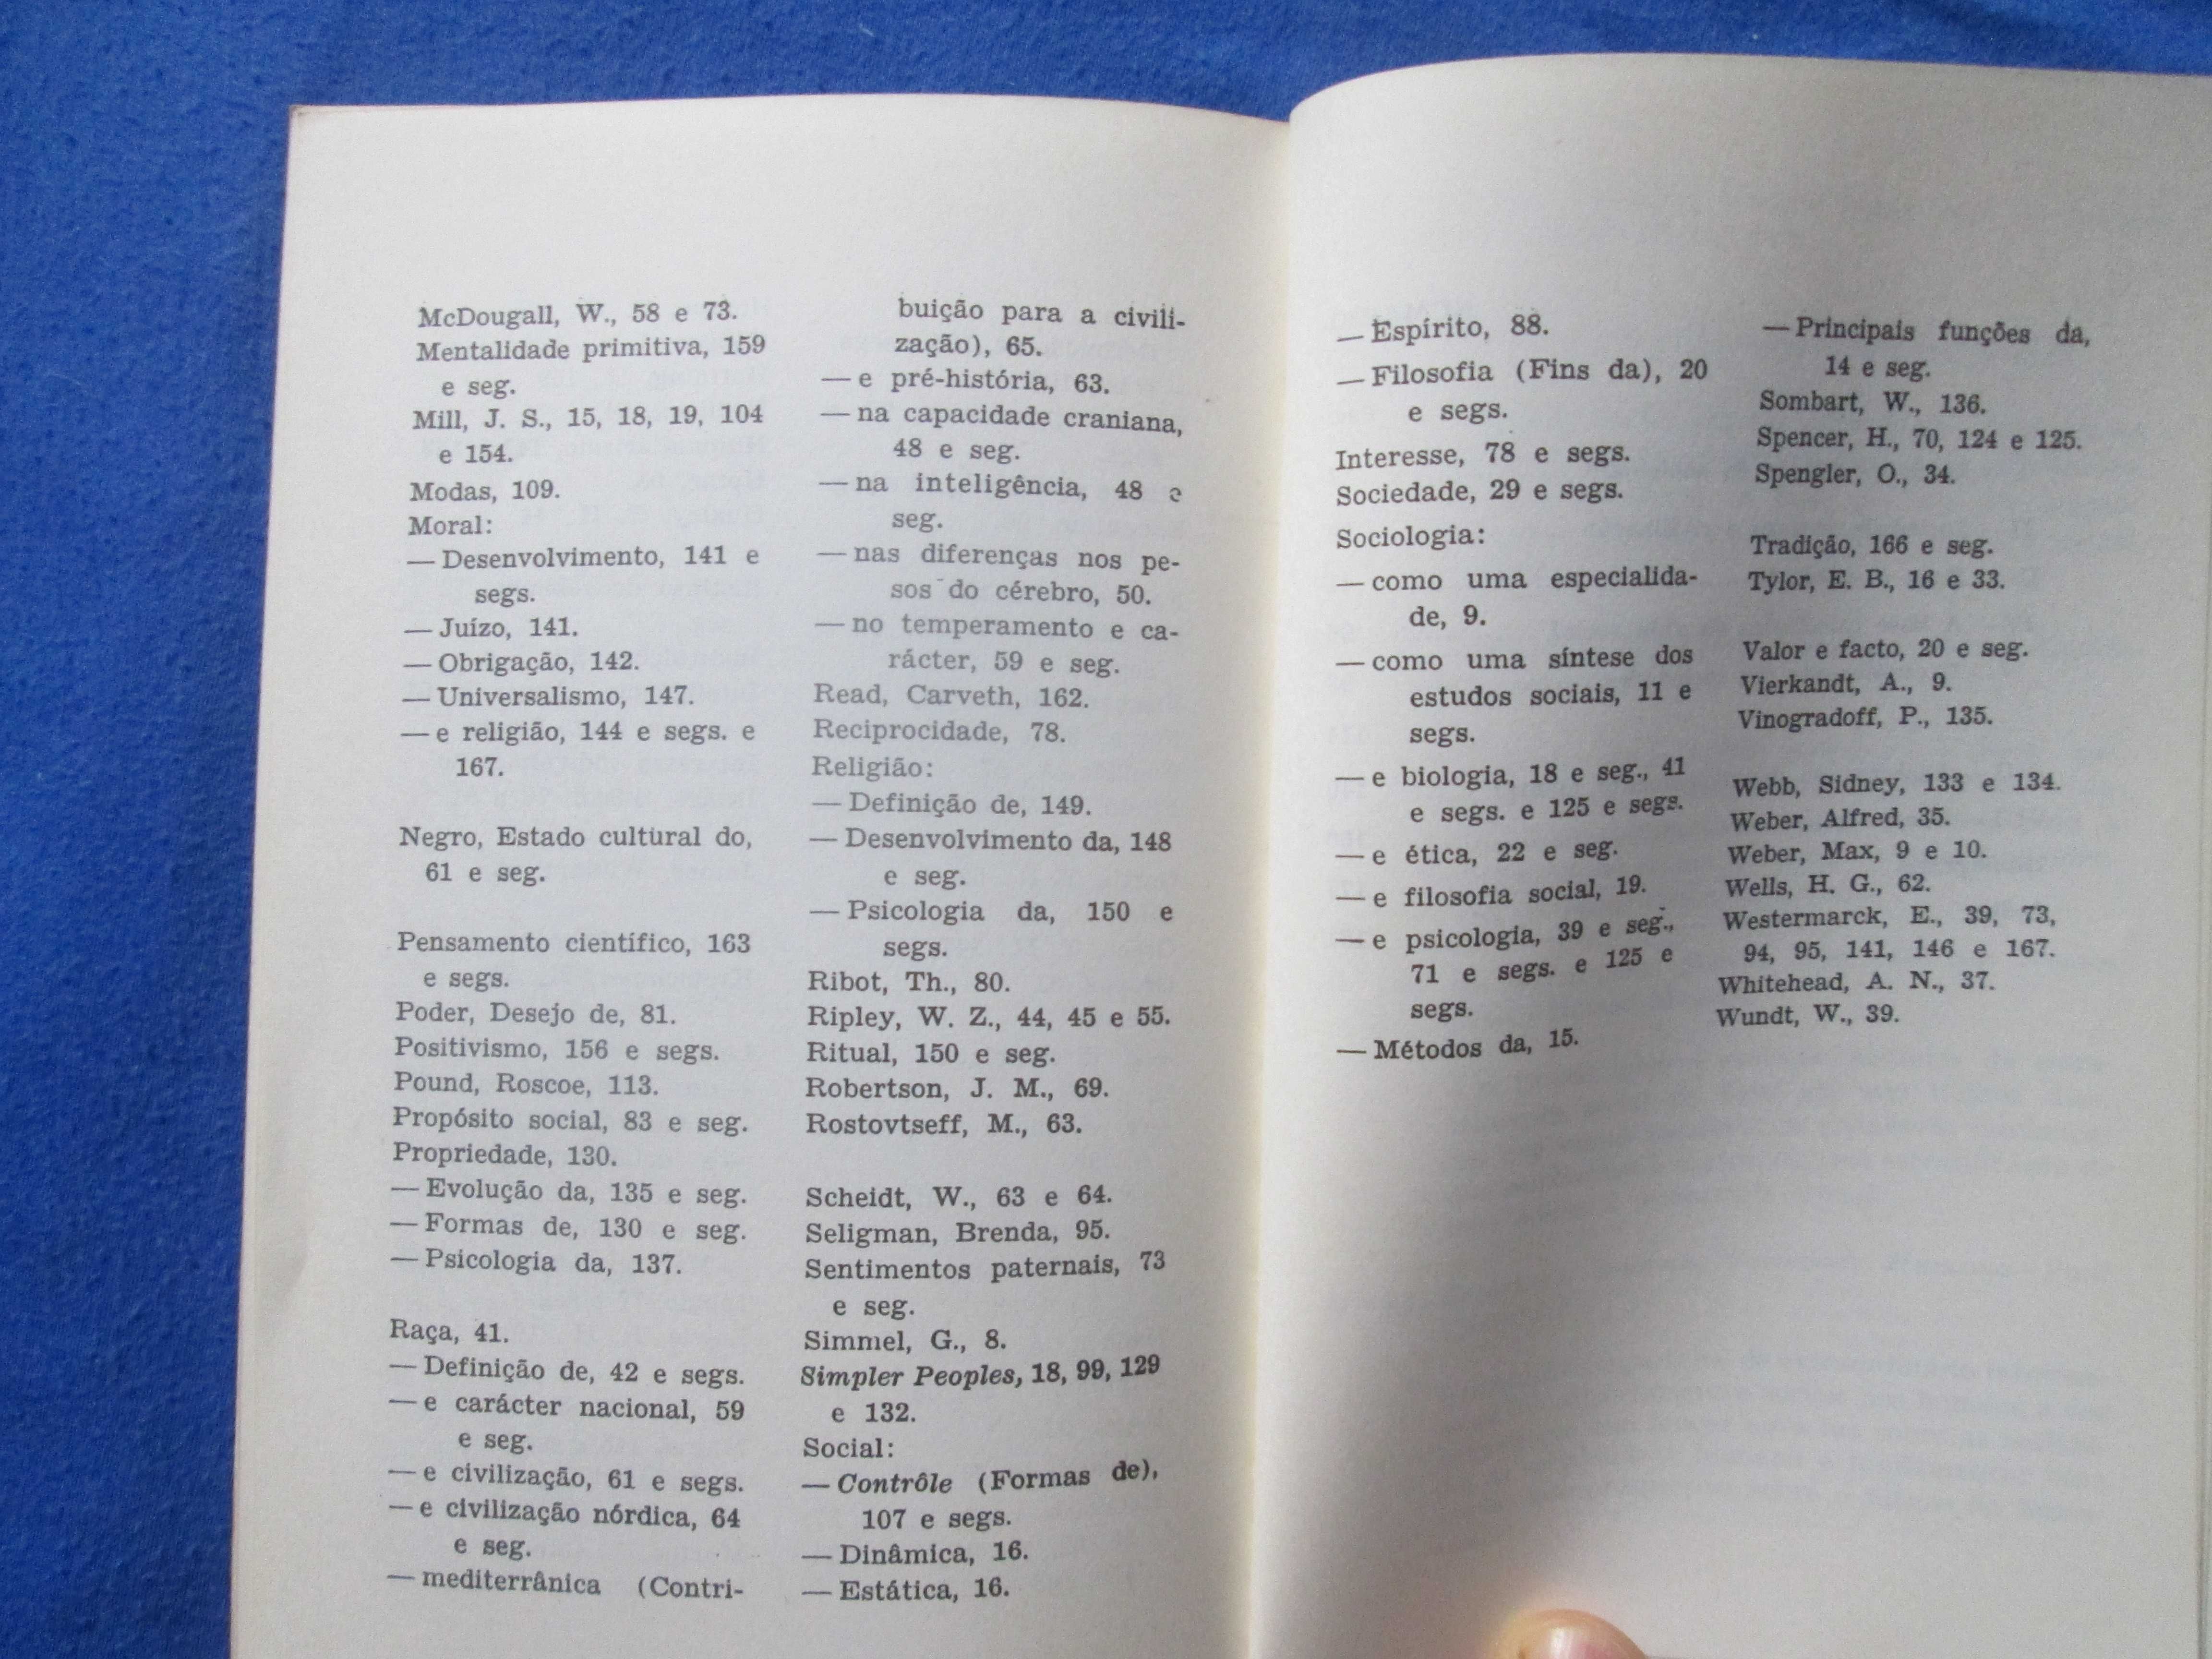 McDougall, W., 58 e 73.
Mentalidade primitiva, 159
e seg.
Mill, J. S., 15, 18, 19, 104
e 154.
Modas, 109.
Moral:
— Desenvolvimento, 141 e
segs.
— Juízo, 141.
— Obrigação, 142.
— Universalismo, 147.
— e religião, 144 e segs. e
167.
Negro, Estado cultural do,
61 e seg.
Pensamento científico, 163
e segs.
Poder, Desejo de, 81.
Positivismo, 156 e segs.
Pound, Roscoe, 113.
Propósito social, 83 e seg.
Propriedade, 130.
— Evolução da, 135 e seg.
— Formas de, 130 e seg.
— Psicologia da, 137.
Raça, 41.
— Definição de, 42 e segs.
— e carácter nacional, 59
e seg.
— e civilização, 61 e segs.
— e civilização nórdica, 64
e seg.
— mediterrânica (Contri-
buição para a civili-
zação), 65.
— e pré-história, 63.
— na capacidade craniana,
48 e seg.
— na inteligência, 48 e
seg.
— nas diferenças nos pe-
sos do cérebro, 50.
— no temperamento e ca-
rácter, 59 e seg.
Read, Carveth, 162.
Reciprocidade, 78.
Religião:
— Definição de, 149.
— Desenvolvimento da, 148
e seg.
— Psicologia da, 150 e
segs.
Ribot, Th., 80.
Ripley, W. Z., 44, 45 e 55.
Ritual, 150 e seg.
Robertson, J. M., 69.
Rostovtseff, M., 63.
Scheidt, W., 63 e 64.
Seligman, Brenda, 95.
Sentimentos paternais, 73
e seg.
Simmel, G., 8.
Simpler Peoples, 18, 99, 129
e 132.
Social:
— Contrôle (Formas de),
107 e segs.
— Dinâmica, 16.
— Estática, 16.
— Espírito, 88.
— Filosofia (Fins da), 20
e segs.
Interesse, 78 e segs.
Sociedade, 29 e segs.
Sociologia:
— como uma especialida-
de, 9.
— como uma síntese dos
estudos sociais, 11 e
segs.
— e biologia, 18 e seg., 41
e segs. e 125 e segs.
— e ética, 22 e seg.
— e filosofia social, 19.
— e psicologia, 39 e seg.,
71 e segs. e 125 e
segs.
— Métodos da, 15.
— Principais funções da,
14 e seg.
Sombart, W., 136.
Spencer, H., 70, 124 e 125.
Spengler, O., 34.
Tradição, 166 e seg.
Tylor, E. B., 16 e 33.
Valor e facto, 20 e seg.
Vierkandt, A., 9.
Vinogradoff, P., 135.
Webb, Sidney, 133 e 134.
Weber, Alfred, 35.
Weber, Max, 9 e 10.
Wells, H. G., 62.
Westermarck, E., 39, 73,
94, 95, 141, 146 e 167.
Whitehead, A. N., 37.
Wundt, W., 39.